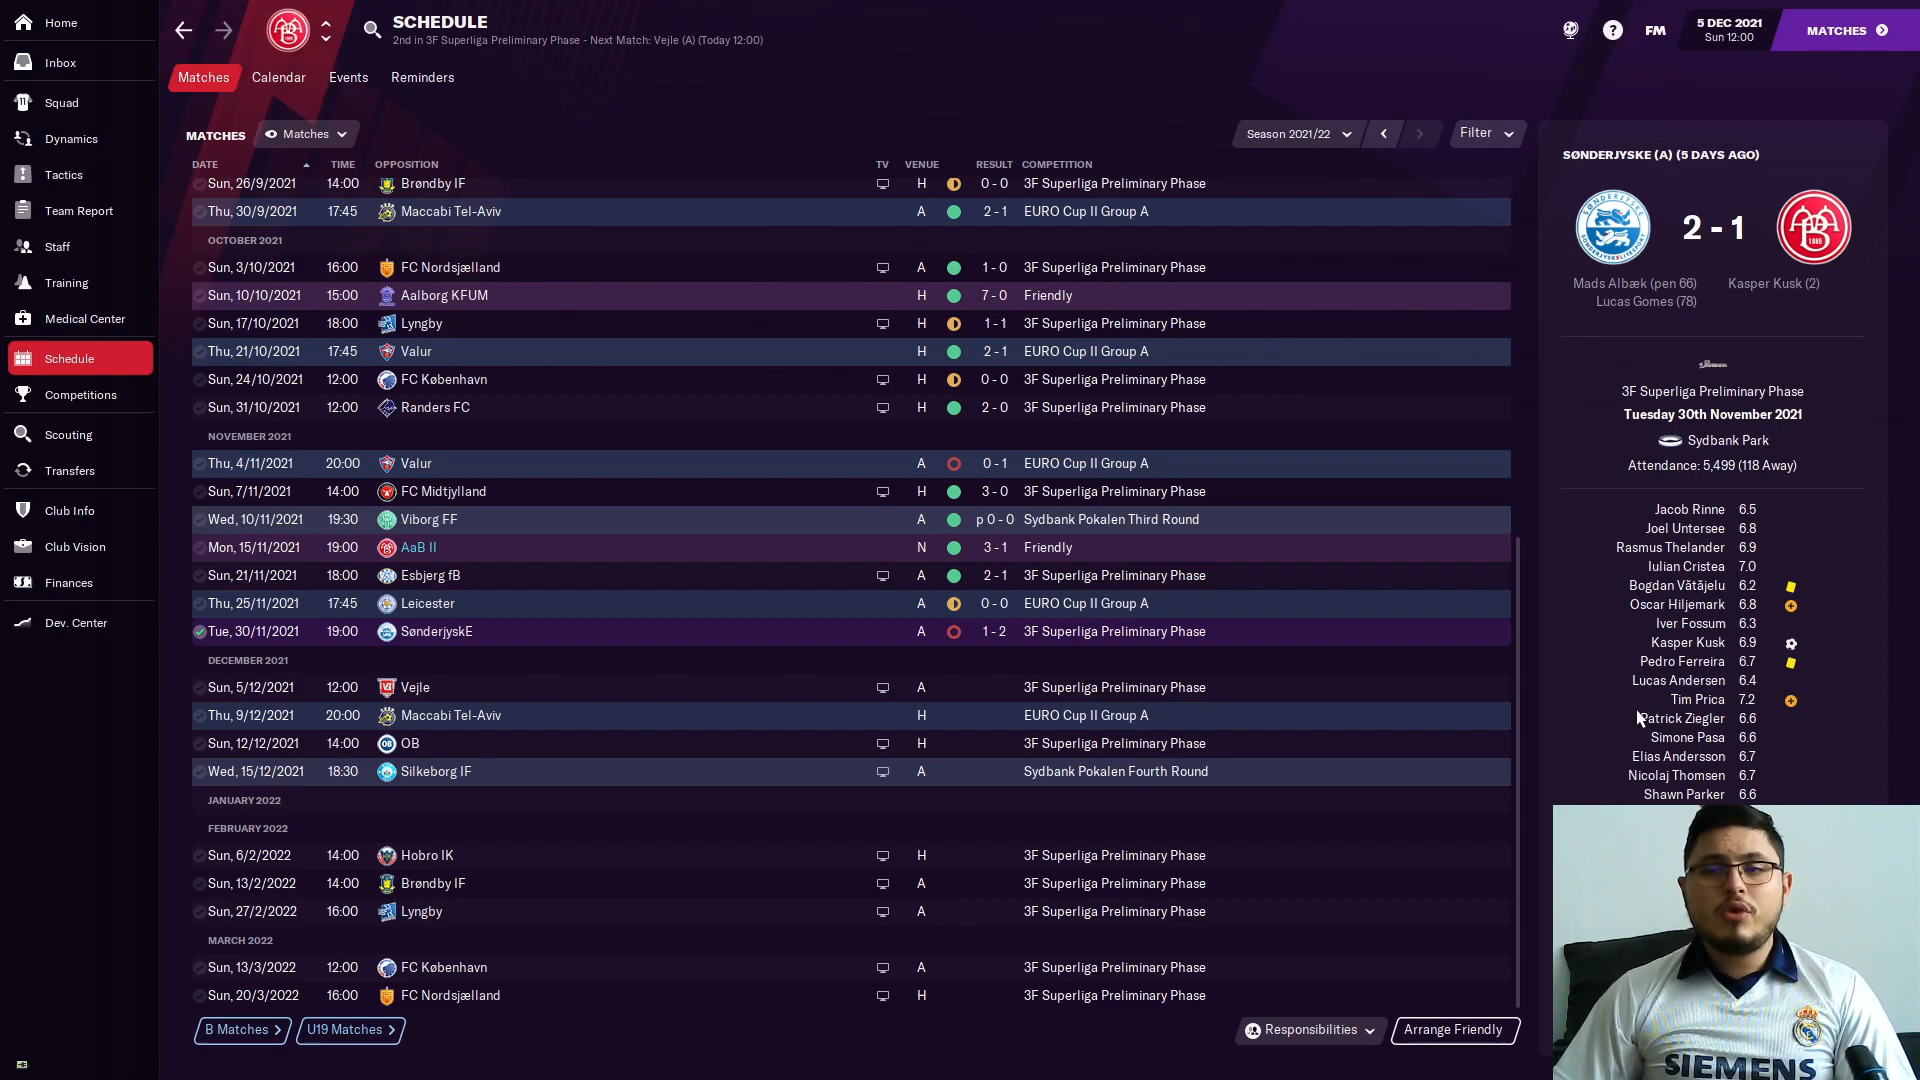 Home
Inbox
Squad
Dynamics
Tactics
Team Report
Staff
Training
Medical Center
Schedule
Competitions
Scouting
Transfers
Club Info
Club Vision
Finances
Dev. Center
SCHEDULE
2nd in 3F Superliga Preliminary Phase - Next Match: Vejle (A) (Today 12:00)
FM
5 DEC 2021
Sun 12:00
MATCHES
Matches Calendar Events Reminders
MATCHES Matches Season 2021/22 Filter
DATE TIME OPPOSITION TV VENUE RESULT COMPETITION
Sun, 26/9/2021 14:00 Brøndby IF H 0 - 0 3F Superliga Preliminary Phase
Thu, 30/9/2021 17:45 Maccabi Tel-Aviv A 2 - 1 EURO Cup II Group A
OCTOBER 2021
Sun, 3/10/2021 16:00 FC Nordsjælland A 1 - 0 3F Superliga Preliminary Phase
Sun, 10/10/2021 15:00 Aalborg KFUM H 7 - 0 Friendly
Sun, 17/10/2021 18:00 Lyngby H 1 - 1 3F Superliga Preliminary Phase
Thu, 21/10/2021 17:45 Valur H 2 - 1 EURO Cup II Group A
Sun, 24/10/2021 12:00 FC København H 0 - 0 3F Superliga Preliminary Phase
Sun, 31/10/2021 12:00 Randers FC H 2 - 0 3F Superliga Preliminary Phase
NOVEMBER 2021
Thu, 4/11/2021 20:00 Valur A 0 - 1 EURO Cup II Group A
Sun, 7/11/2021 14:00 FC Midtjylland H 3 - 0 3F Superliga Preliminary Phase
Wed, 10/11/2021 19:30 Viborg FF A p 0 - 0 Sydbank Pokalen Third Round
Mon, 15/11/2021 19:00 AaB II N 3 - 1 Friendly
Sun, 21/11/2021 18:00 Esbjerg fB A 2 - 1 3F Superliga Preliminary Phase
Thu, 25/11/2021 17:45 Leicester A 0 - 0 EURO Cup II Group A
Tue, 30/11/2021 19:00 SønderjyskE A 1 - 2 3F Superliga Preliminary Phase
DECEMBER 2021
Sun, 5/12/2021 12:00 Vejle A 3F Superliga Preliminary Phase
Thu, 9/12/2021 20:00 Maccabi Tel-Aviv H EURO Cup II Group A
Sun, 12/12/2021 14:00 OB H 3F Superliga Preliminary Phase
Wed, 15/12/2021 18:30 Silkeborg IF A Sydbank Pokalen Fourth Round
JANUARY 2022
FEBRUARY 2022
Sun, 6/2/2022 14:00 Hobro IK H 3F Superliga Preliminary Phase
Sun, 13/2/2022 14:00 Brøndby IF A 3F Superliga Preliminary Phase
Sun, 27/2/2022 16:00 Lyngby A 3F Superliga Preliminary Phase
MARCH 2022
Sun, 13/3/2022 12:00 FC København A 3F Superliga Preliminary Phase
Sun, 20/3/2022 16:00 FC Nordsjælland H 3F Superliga Preliminary Phase
B Matches U19 Matches Responsibilities Arrange Friendly
SØNDERJYSKE (A) (5 DAYS AGO)
2 - 1
Mads Albæk (pen 66) Kasper Kusk (2)
Lucas Gomes (78)
3F Superliga Preliminary Phase
Tuesday 30th November 2021
Sydbank Park
Attendance: 5,499 (118 Away)
Jacob Rinne 6.5
Joel Untersee 6.8
Rasmus Thelander 6.9
Iulian Cristea 7.0
Bogdan Vătăjelu 6.2
Oscar Hiljemark 6.8
Iver Fossum 6.3
Kasper Kusk 6.9
Pedro Ferreira 6.7
Lucas Andersen 6.4
Tim Prica 7.2
Patrick Ziegler 6.6
Simone Pasa 6.6
Elias Andersson 6.7
Nicolaj Thomsen 6.7
Shawn Parker 6.6
SIEMENS